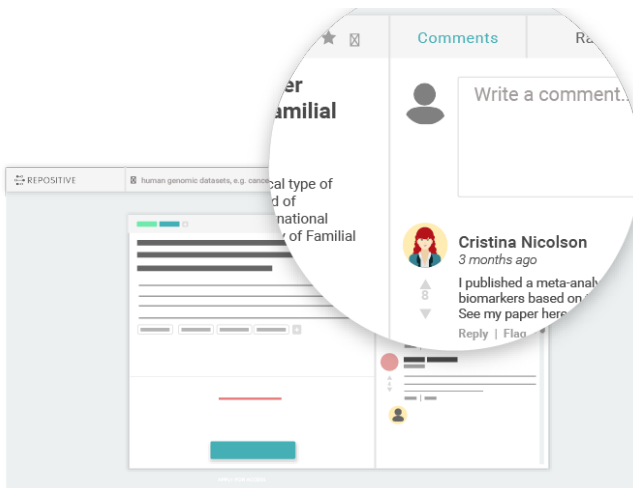 Comments
Write a comment..
er
amilial
cal type of
d of
national
y of Familial
REPOSITIVE
human genomic datasets, e.g. cance
Cristina Nicolson
3 months ago
8
I published a meta-analy
biomarkers based on
See my paper here
Reply | Flag